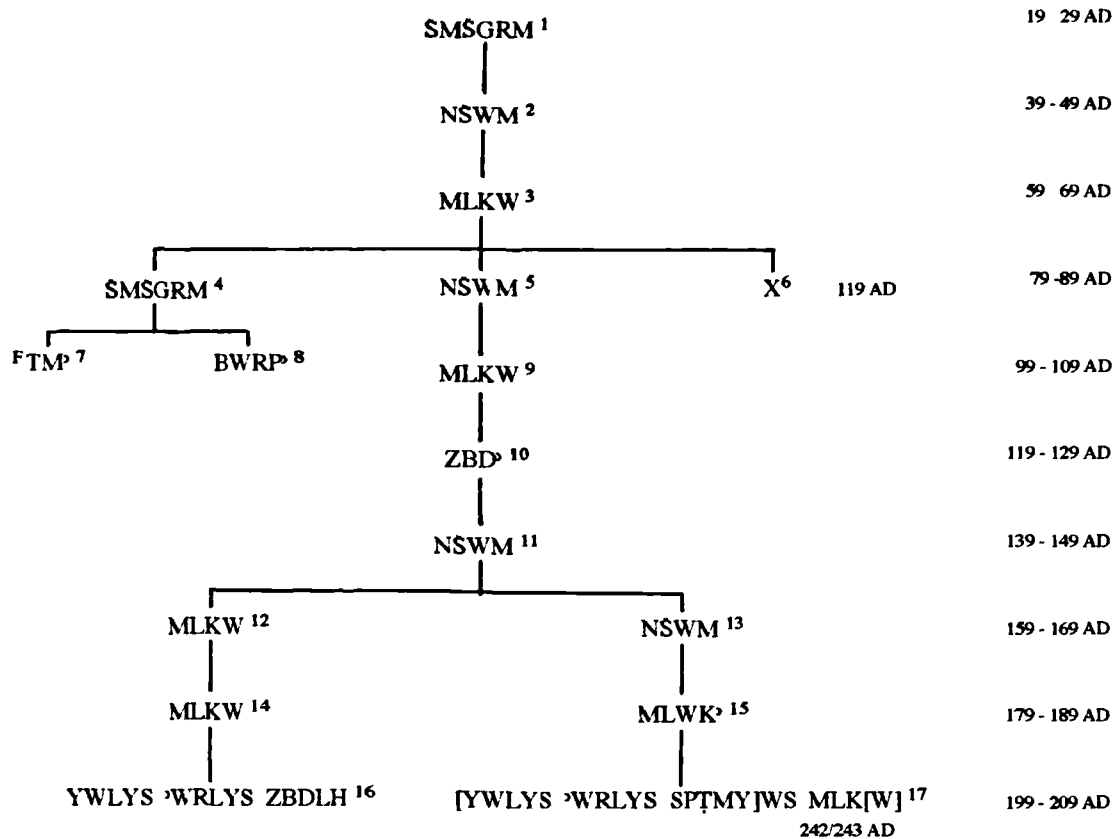 ŠMŠGRM 1 19 29 AD
NŠWM 2 39 - 49 AD
MLKW 3 59 69 AD
ŠMŠGRM 4 NŠWM 5 X 6 119 AD 79 -89 AD
FTMʾ 7 BWRPʾ 8 MLKW 9 99 - 109 AD
ZBDʾ 10 119 - 129 AD
NŠWM 11 139 - 149 AD
MLKW 12 NŠWM 13 159 - 169 AD
MLKW 14 MLWKʾ 15 179 - 189 AD
YWLYS ʾWRLYS ZBDLH 16 [YWLYS ʾWRLYS SPṬMY]WS MLK[W] 17 199 - 209 AD
242/243 AD